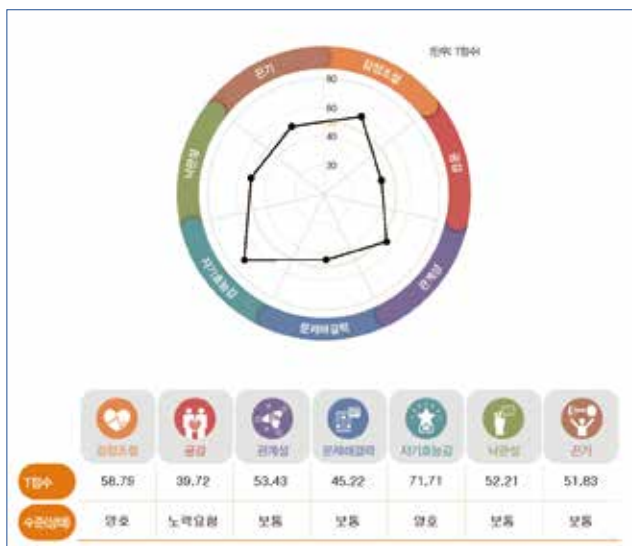 (단위: T점수)
끈기
감정조절
공감
낙관성
관계성
자기효능감
문제해결력
80
60
40
20
감정조절 공감 관계성 문제해결력 자기효능감 낙관성 끈기
T점수 58.79 39.72 53.43 45.22 71.71 52.21 51.83
수준(상태) 양호 노력요청 보통 보통 양호 보통 보통